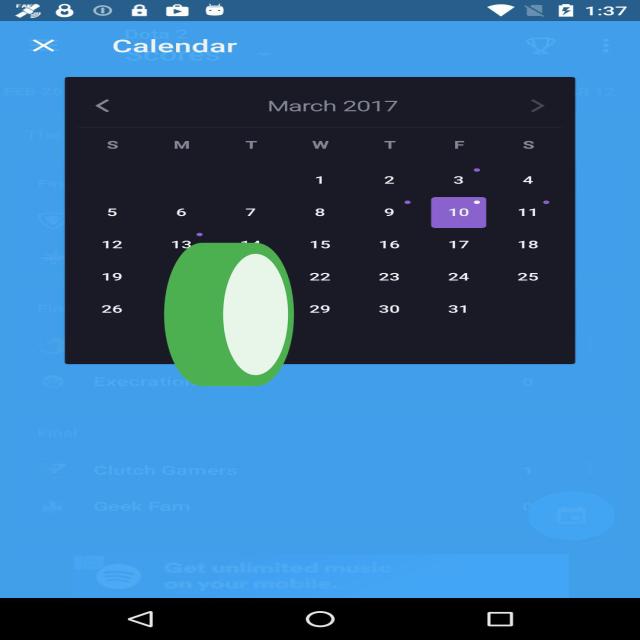 1:37
Dota 2
Calendar
Scores
March 2017
S M T W T F S
1 2 3 4
5 6 7 8 9 10 11
12 13 15 16 17 18
19 22 23 24 25
26 29 30 31
0
Final
Clutch Gamers 1
Geek Fam
Get unlimited music
on your mobile.